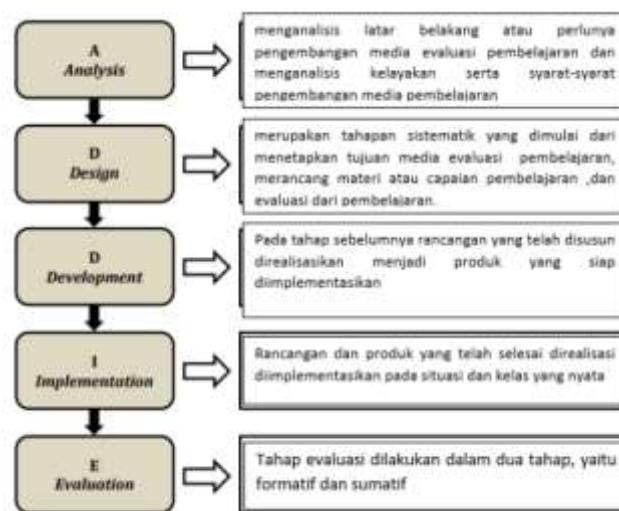 A
Analysis
menganalisis latar belakang atau perlunya
pengembangan media evaluasi pembelajaran dan
menganalisis kelayakan serta syarat-syarat
pengembangan media pembelajaran
D
Design
merupakan tahapan sistematik yang dimulai dari
menetapkan tujuan media evaluasi pembelajaran,
merancang materi atau capaian pembelajaran ,dan
evaluasi dari pembelajaran.
D
Development
Pada tahap sebelumnya rancangan yang telah disusun
direalisasikan menjadi produk yang siap
diimplementasikan
I
Implementation
Rancangan dan produk yang telah selesai direalisasi
diimplementasikan pada situasi dan kelas yang nyata
E
Evaluation
Tahap evaluasi dilakukan dalam dua tahap, yaitu
formatif dan sumatif